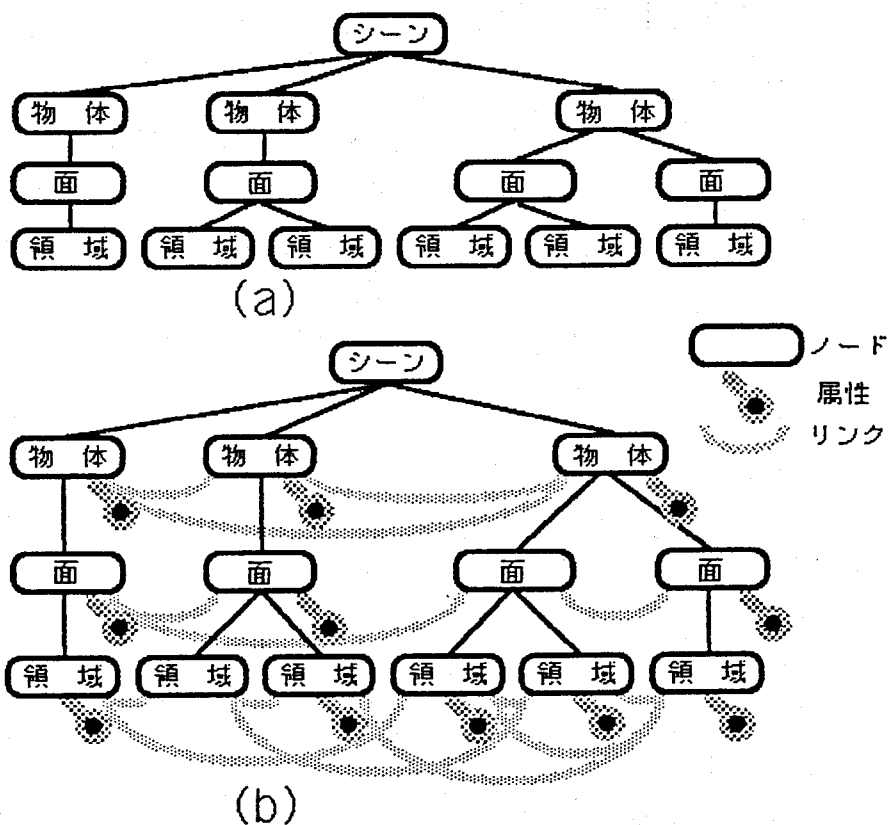 シーン
物体 物体 物体
面 面 面 面
領域 領域 領域 領域 領域 領域
(a)
シーン
ノード
属性
リンク
物体 物体 物体
面 面 面 面
領域 領域 領域 領域 領域 領域
(b)